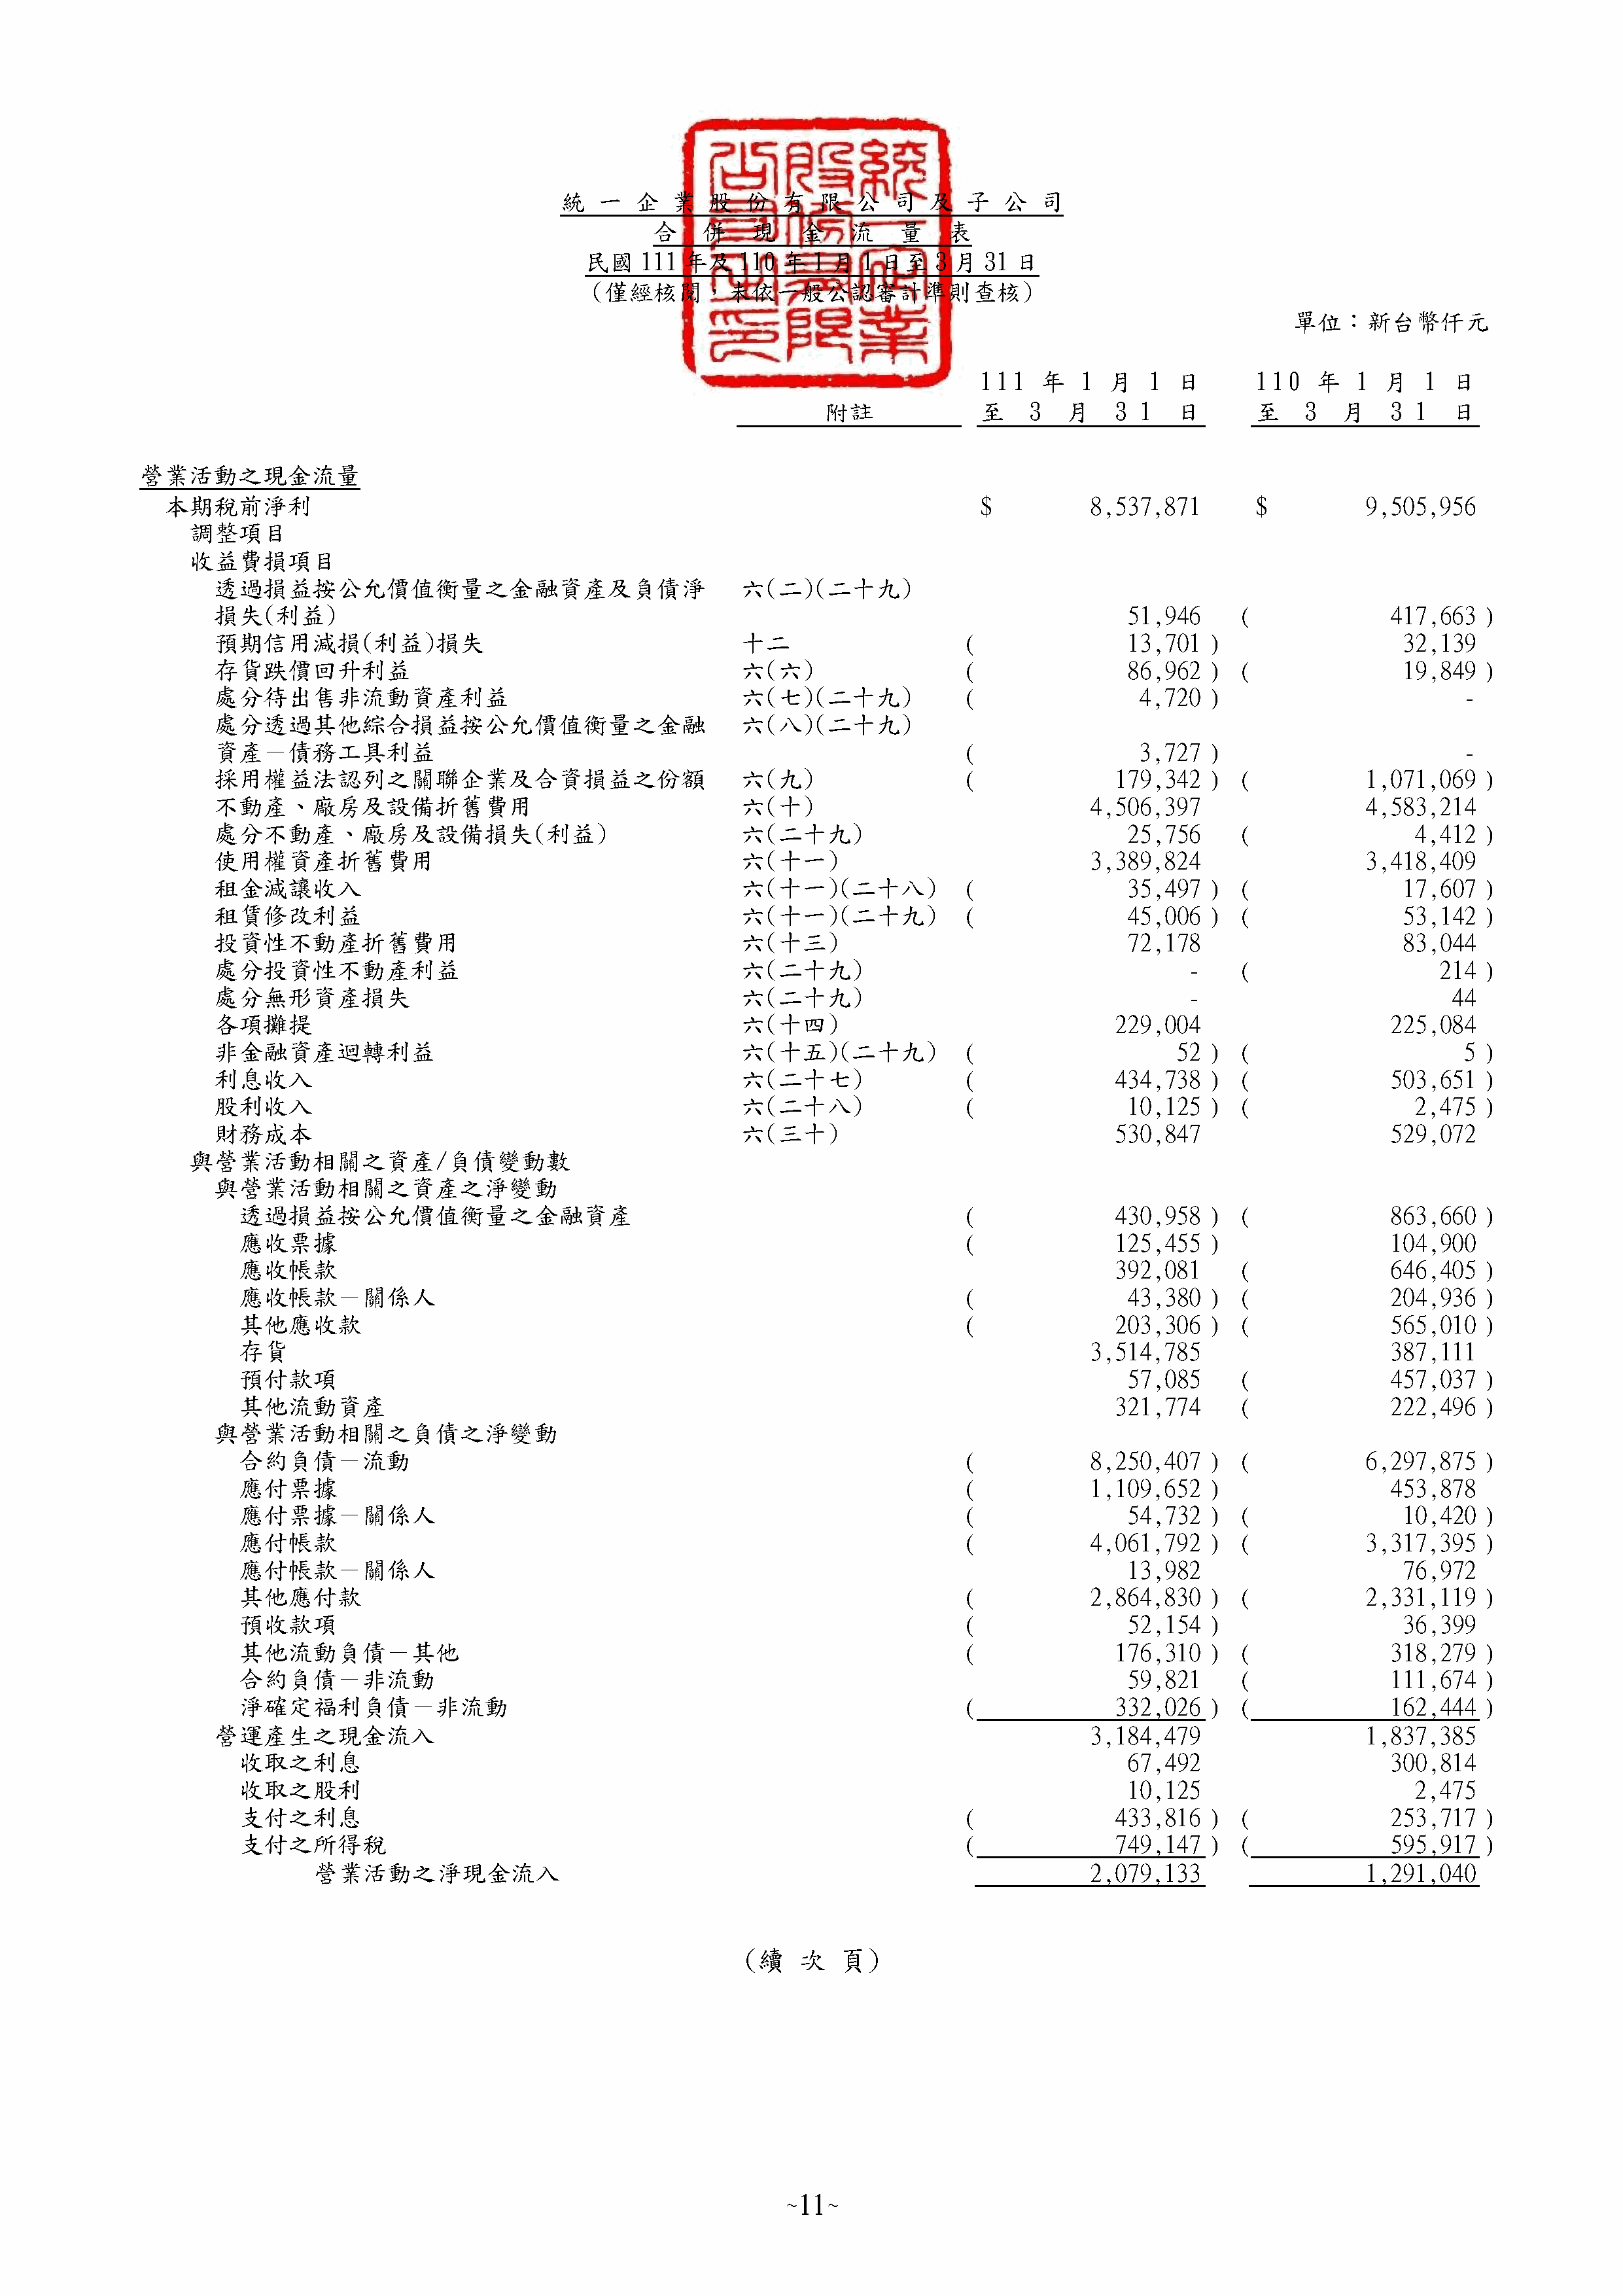 統一企業股份有限公司及子公司
合併現金流量表
民國111年及110年1月1日至3月31日
(僅經核閱，未依一般公認審計準則查核)
單位：新台幣仟元
111年1月1日 110年1月1日
附註 至3月31日 至3月31日
營業活動之現金流量
本期稅前淨利 $ 8,537,871 $ 9,505,956
調整項目
收益費損項目
透過損益按公允價值衡量之金融資產及負債淨 六(二)(二十九)
損失(利益) 51,946 ( 417,663 )
預期信用減損(利益)損失 十二 ( 13,701 ) 32,139
存貨跌價回升利益 六(六) ( 86,962 ) ( 19,849 )
處分待出售非流動資產利益 六(七)(二十九) ( 4,720 ) -
處分透過其他綜合損益按公允價值衡量之金融 六(八)(二十九)
資產－債務工具利益 ( 3,727 ) -
採用權益法認列之關聯企業及合資損益之份額 六(九) ( 179,342 ) ( 1,071,069 )
不動產、廠房及設備折舊費用 六(十) 4,506,397 4,583,214
處分不動產、廠房及設備損失(利益) 六(二十九) 25,756 ( 4,412 )
使用權資產折舊費用 六(十一) 3,389,824 3,418,409
租金減讓收入 六(十一)(二十八) ( 35,497 ) ( 17,607 )
租賃修改利益 六(十一)(二十九) ( 45,006 ) ( 53,142 )
投資性不動產折舊費用 六(十三) 72,178 83,044
處分投資性不動產利益 六(二十九) - ( 214 )
處分無形資產損失 六(二十九) - 44
各項攤提 六(十四) 229,004 225,084
非金融資產迴轉利益 六(十五)(二十九) ( 52 ) ( 5 )
利息收入 六(二十七) ( 434,738 ) ( 503,651 )
股利收入 六(二十八) ( 10,125 ) ( 2,475 )
財務成本 六(三十) 530,847 529,072
與營業活動相關之資產/負債變動數
與營業活動相關之資產之淨變動
透過損益按公允價值衡量之金融資產 ( 430,958 ) ( 863,660 )
應收票據 ( 125,455 ) 104,900
應收帳款 392,081 ( 646,405 )
應收帳款－關係人 ( 43,380 ) ( 204,936 )
其他應收款 ( 203,306 ) ( 565,010 )
存貨 3,514,785 387,111
預付款項 57,085 ( 457,037 )
其他流動資產 321,774 ( 222,496 )
與營業活動相關之負債之淨變動
合約負債－流動 ( 8,250,407 ) ( 6,297,875 )
應付票據 ( 1,109,652 ) 453,878
應付票據－關係人 ( 54,732 ) ( 10,420 )
應付帳款 ( 4,061,792 ) ( 3,317,395 )
應付帳款－關係人 13,982 76,972
其他應付款 ( 2,864,830 ) ( 2,331,119 )
預收款項 ( 52,154 ) 36,399
其他流動負債－其他 ( 176,310 ) ( 318,279 )
合約負債－非流動 59,821 ( 111,674 )
淨確定福利負債－非流動 ( 332,026 ) ( 162,444 )
營運產生之現金流入 3,184,479 1,837,385
收取之利息 67,492 300,814
收取之股利 10,125 2,475
支付之利息 ( 433,816 ) ( 253,717 )
支付之所得稅 ( 749,147 ) ( 595,917 )
營業活動之淨現金流入 2,079,133 1,291,040
(續次頁)
~11~